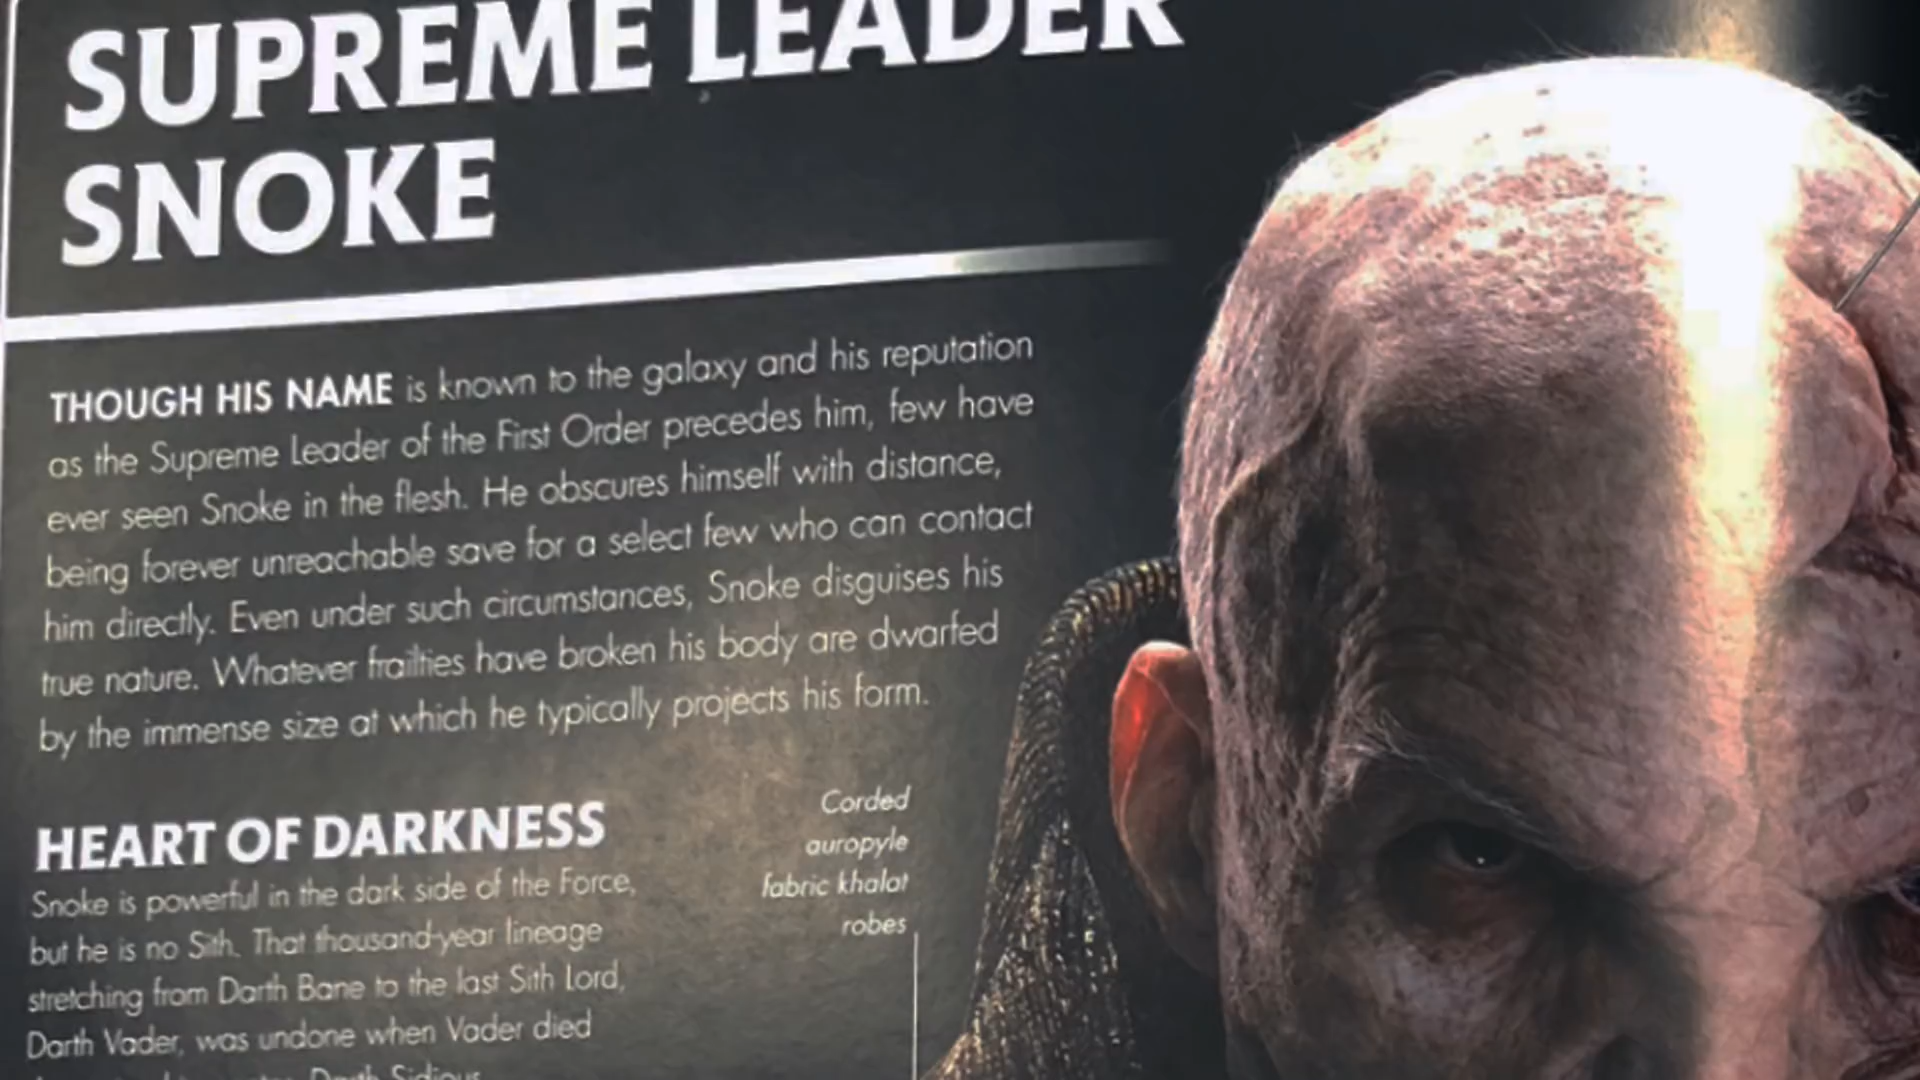 SUPREME LEADER
SNOKE
THOUGH HIS NAME is known to the galaxy and his reputation
as the Supreme Leader of the First Order precedes him, few have
ever seen Snoke in the flesh. He obscures himself with distance,
being forever unreachable save for a select few who can contact
him directly. Even under such circumstances, Snoke disguises his
true nature. Whatever frailties have broken his body are dwarfed
by the immense size at which he typically projects his form.
HEART OF DARKNESS
Snoke is powerful in the dark side of the Force,
but he is no Sith. That thousand-year lineage
stretching from Darth Bane to the last Sith Lord,
Darth Vader, was undone when Vader died
Darth Sidious
Corded
auropyle
fabric khalat
robes